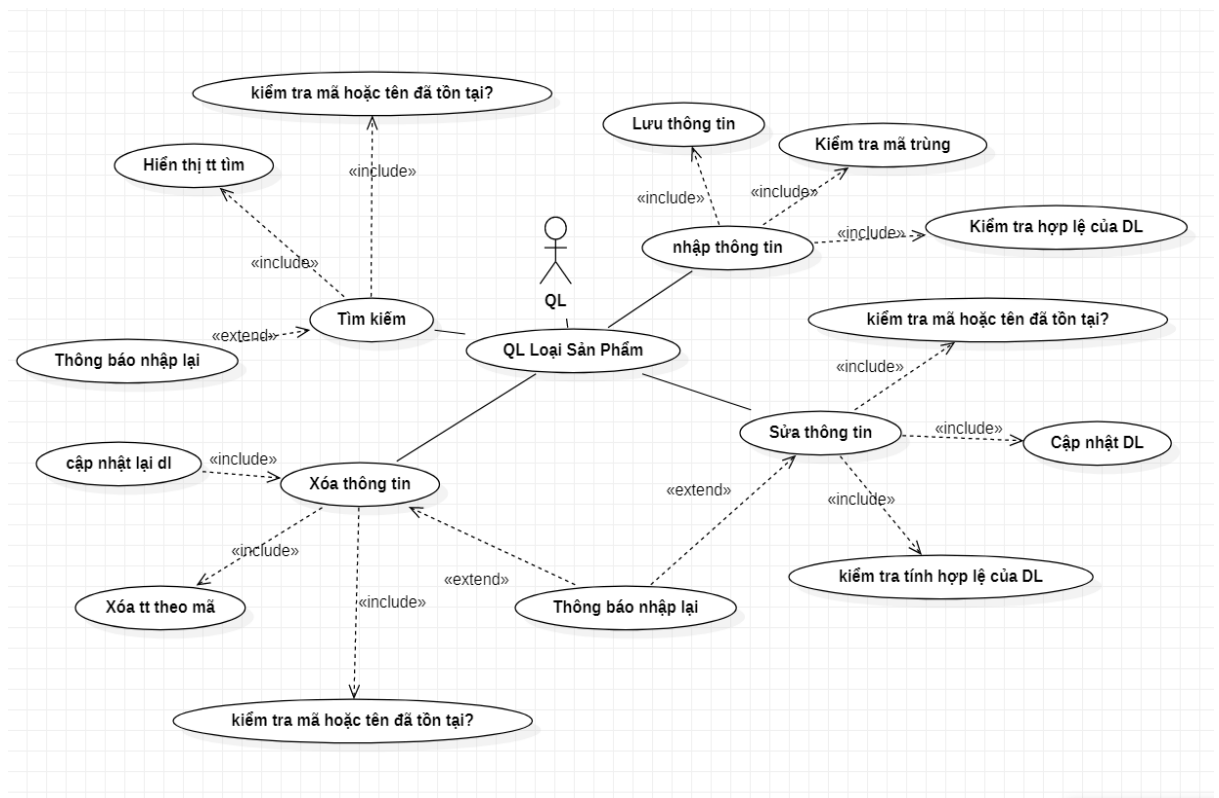 kiểm tra mã hoặc tên đã tồn tại?
Lưu thông tin
Kiểm tra mã trùng
Hiển thị tt tìm
«include»
«include»
«include»
Kiểm tra hợp lệ của DL
«include»
nhập thông tin
«include»
QL
Tìm kiếm
kiểm tra mã hoặc tên đã tồn tại?
«extend»
Thông báo nhập lại
QL Loại Sản Phẩm
«include»
Sửa thông tin
«include»
Cập nhật DL
cập nhật lại dl
«include»
Xóa thông tin
«extend»
«include»
«include»
«extend»
kiểm tra tính hợp lệ của DL
Xóa tt theo mã
«include»
Thông báo nhập lại
kiểm tra mã hoặc tên đã tồn tại?